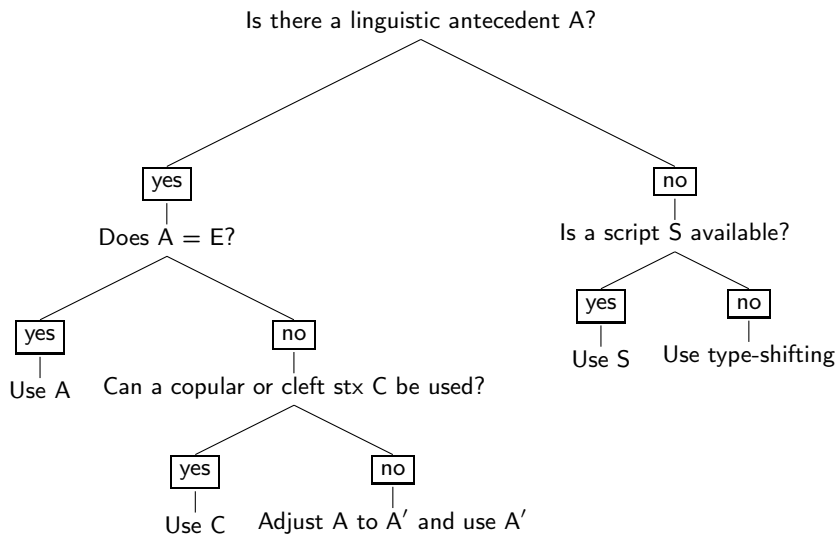 Is there a linguistic antecedent A?
yes
no
Does A = E?
Is a script S available?
yes
no
yes
no
Use A
Can a copular or cleft stx C be used?
Use S
Use type-shifting
yes
no
Use C
Adjust A to A′ and use A′